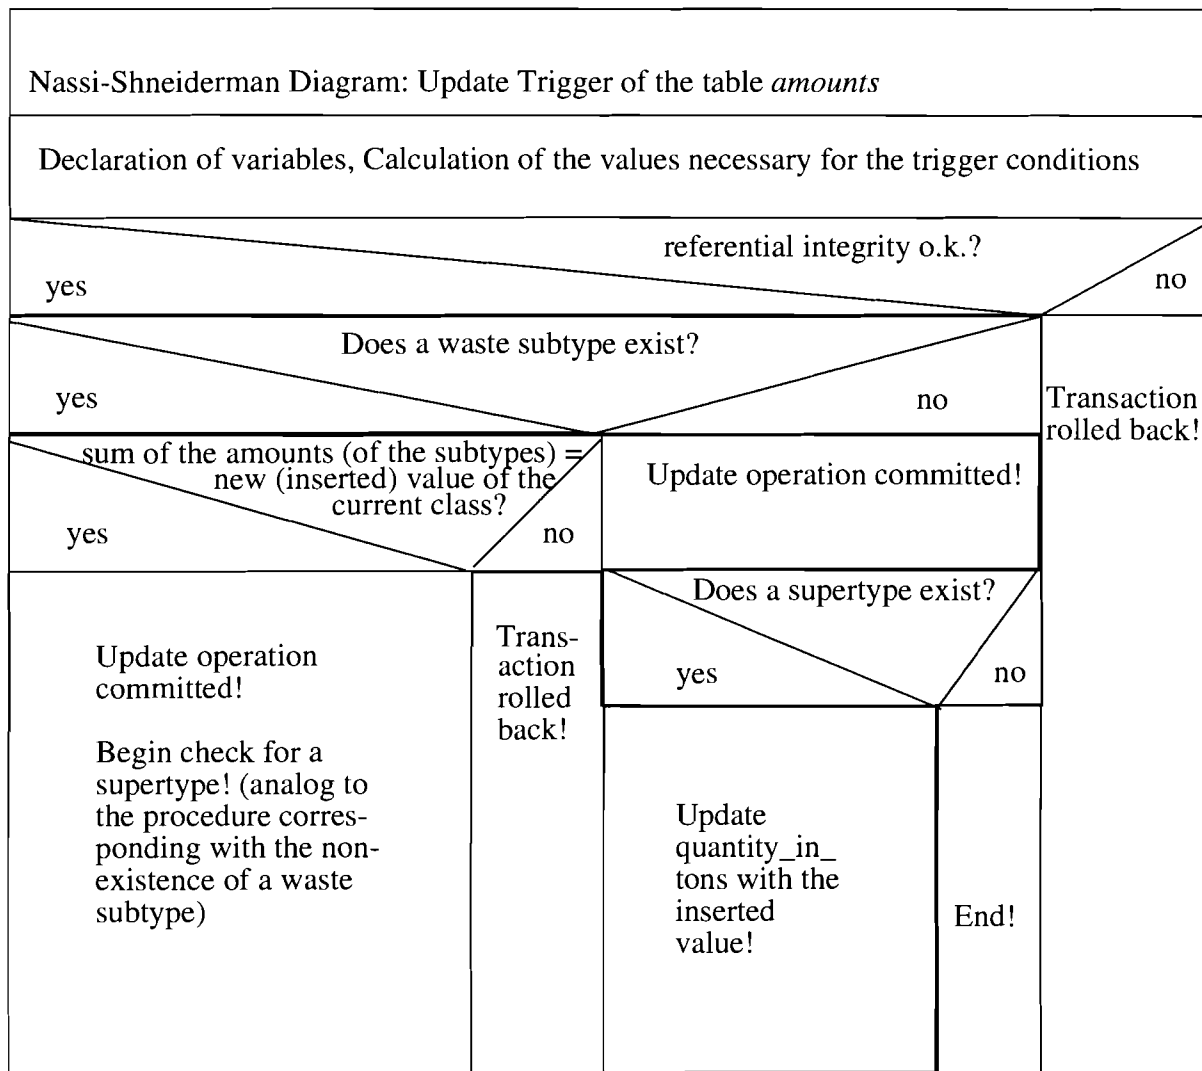 Nassi-Shneiderman Diagram: Update Trigger of the table amounts
Declaration of variables, Calculation of the values necessary for the trigger conditions
referential integrity o.k.?
yes
no
Does a waste subtype exist?
yes
no
Transaction
rolled back!
sum of the amounts (of the subtypes) =
new (inserted) value of the
current class?
yes
no
Update operation committed!
Does a supertype exist?
yes
no
Update operation
committed!
Begin check for a
supertype! (analog to
the procedure corres-
ponding with the non-
existence of a waste
subtype)
Trans-
action
rolled
back!
Update
quantity_in_
tons with the
inserted
value!
End!